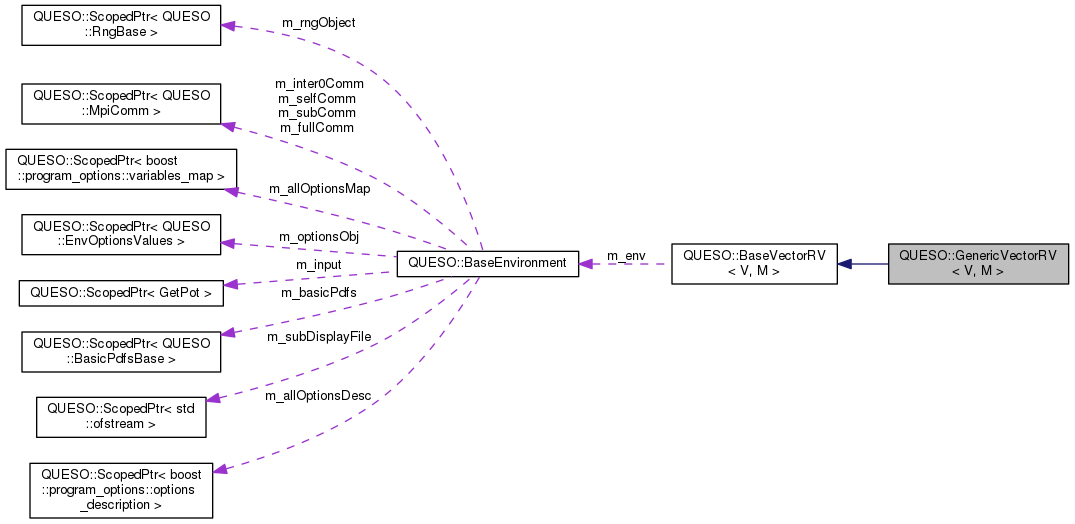 QUESO::ScopedPtr< QUESO
::RngBase >
m_rngObject
QUESO::ScopedPtr< QUESO
::MpiComm >
m_inter0Comm
m_selfComm
m_subComm
m_fullComm
QUESO::ScopedPtr< boost
::program_options::variables_map >
m_allOptionsMap
QUESO::ScopedPtr< QUESO
::EnvOptionsValues >
m_optionsObj
QUESO::ScopedPtr< GetPot >
m_input
QUESO::ScopedPtr< QUESO
::BasicPdfsBase >
m_basicPdfs
QUESO::ScopedPtr< std
::ofstream >
m_subDisplayFile
QUESO::ScopedPtr< boost
::program_options::options
_description >
m_allOptionsDesc
QUESO::BaseEnvironment
m_env
QUESO::BaseVectorRV
< V, M >
QUESO::GenericVectorRV
< V, M >